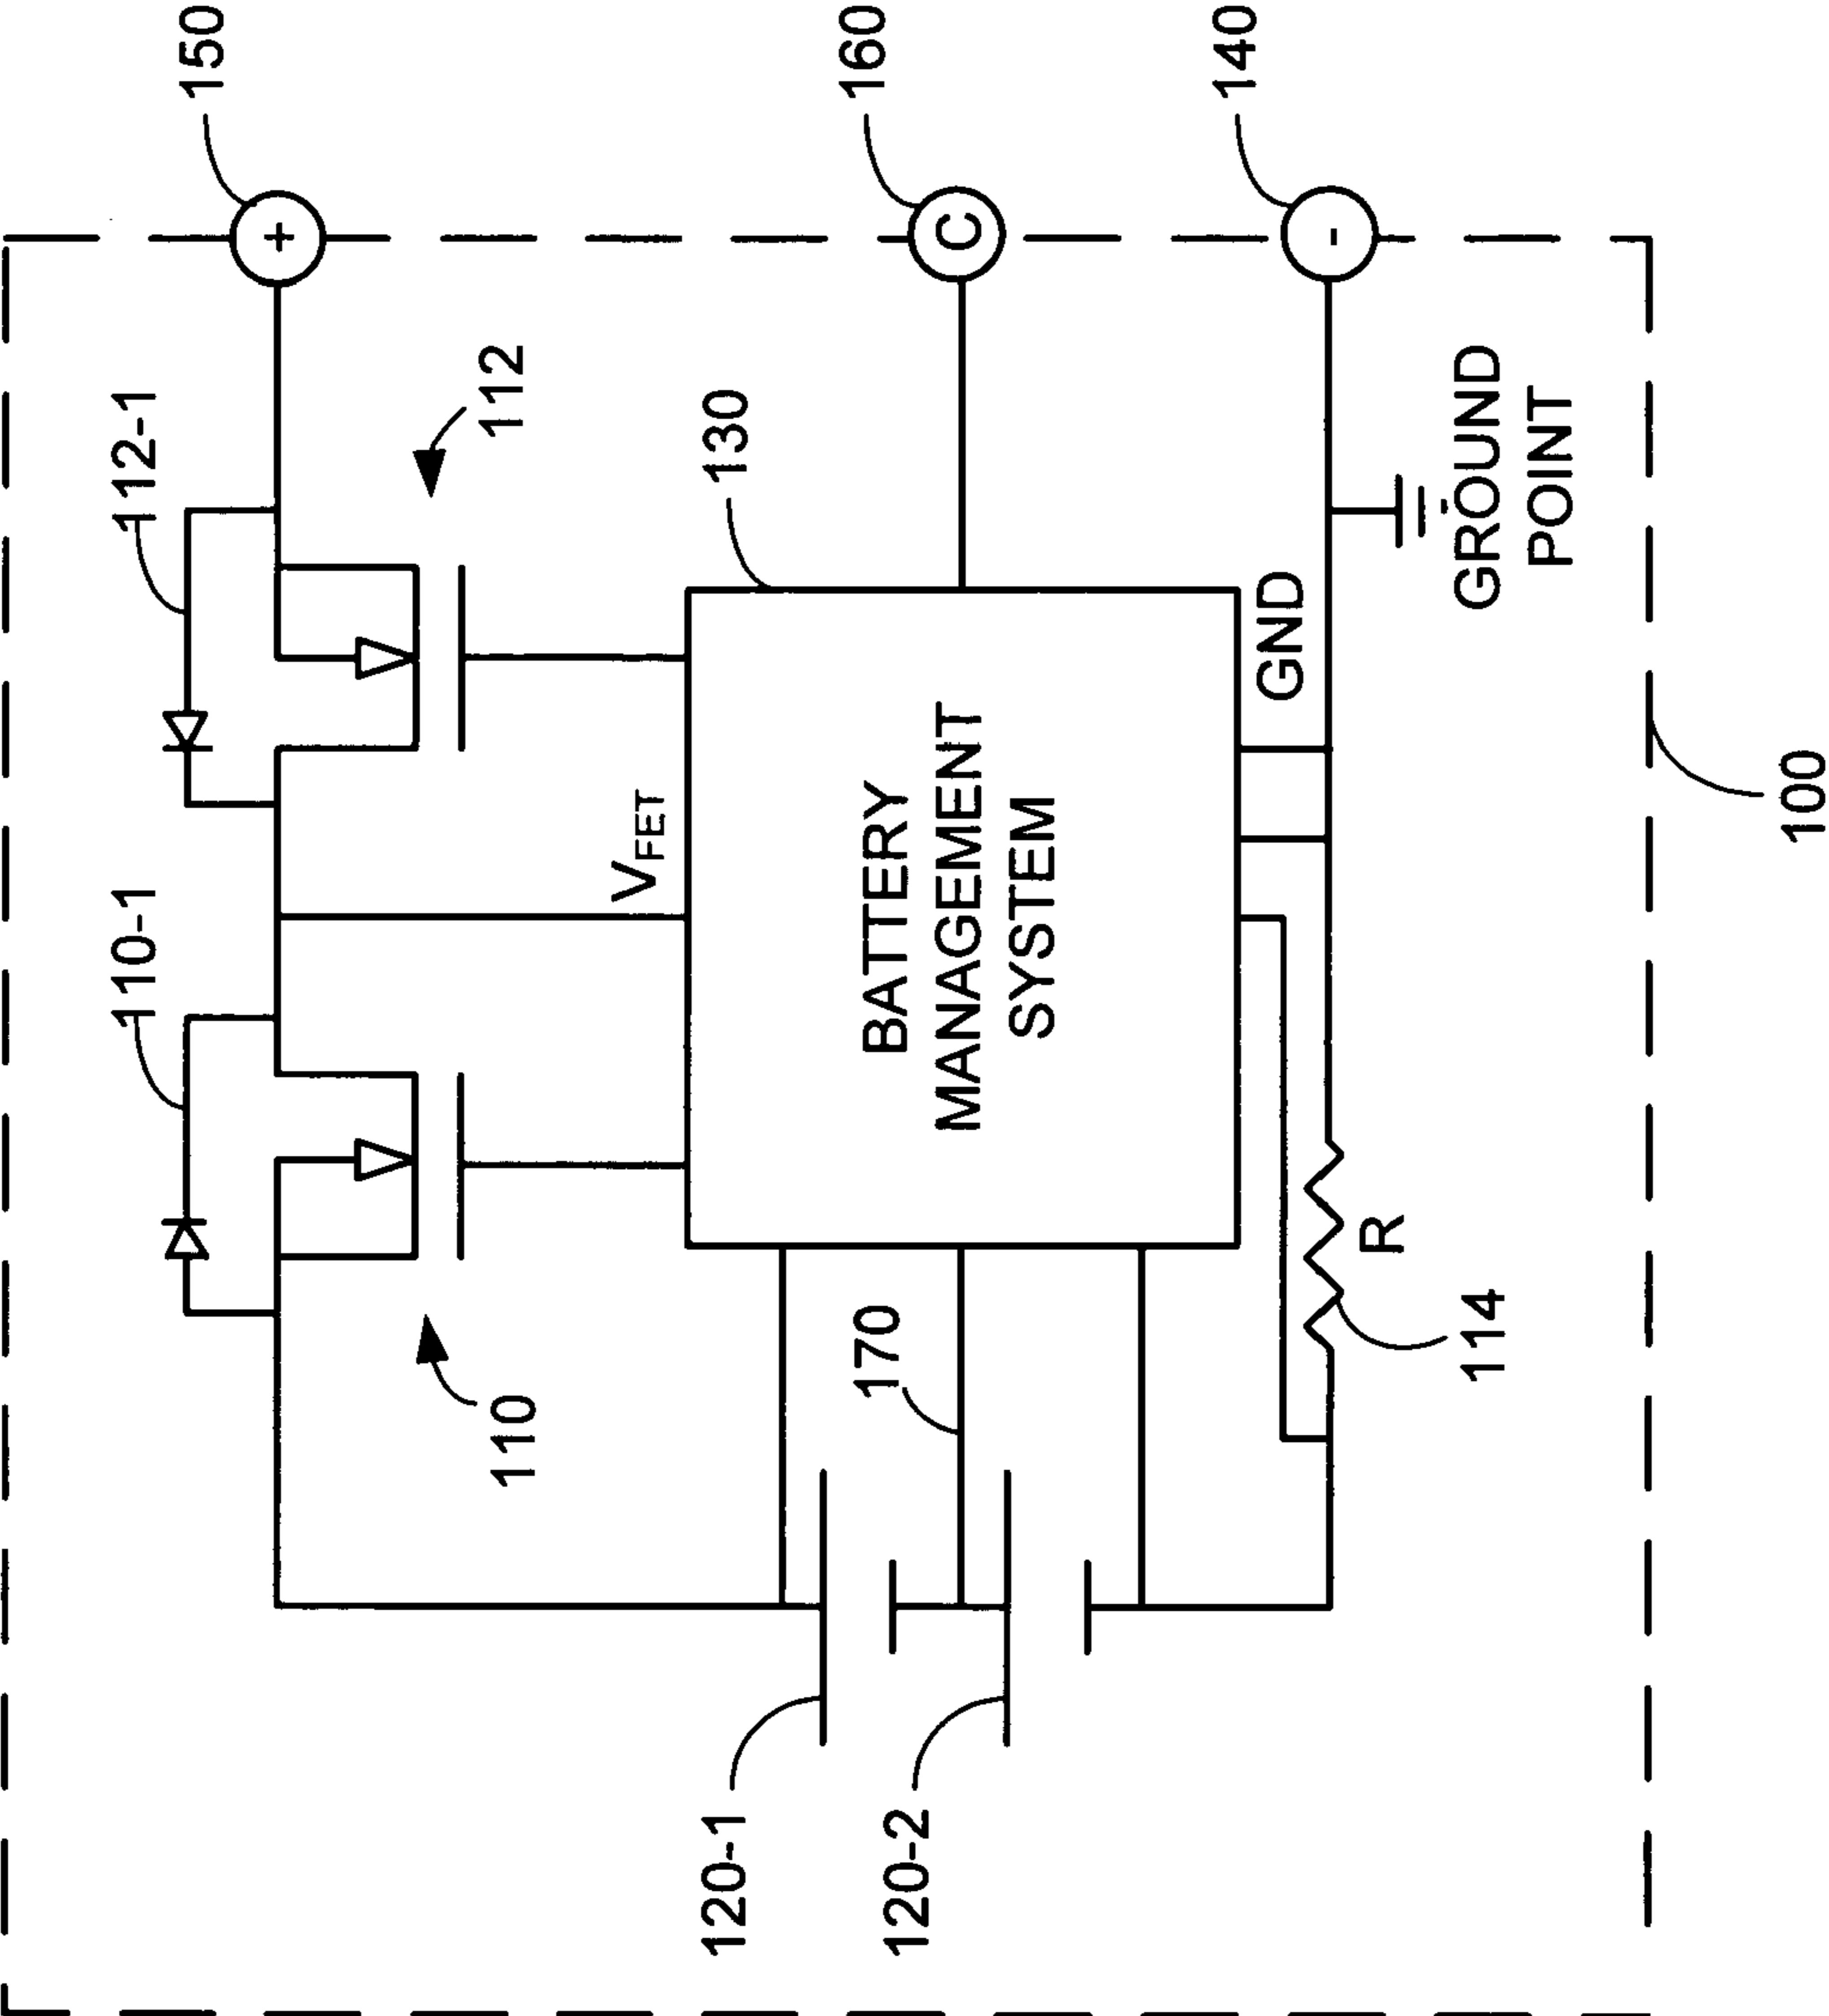 110-1
112-1
150
+
112
110
VFET
120-1
130
160
170
120-2
BATTERY
MANAGEMENT
SYSTEM
C
140
GND
-
R
114
GROUND
POINT
100